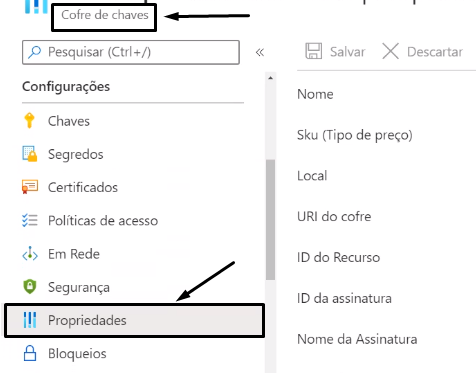 Cofre de chaves
Pesquisar (Ctrl+/)
«
Salvar
Descartar
Configurações
Chaves
Segredos
Certificados
Políticas de acesso
Em Rede
Segurança
Propriedades
Bloqueios
Nome
Sku (Tipo de preço)
Local
URI do cofre
ID do Recurso
ID da assinatura
Nome da Assinatura